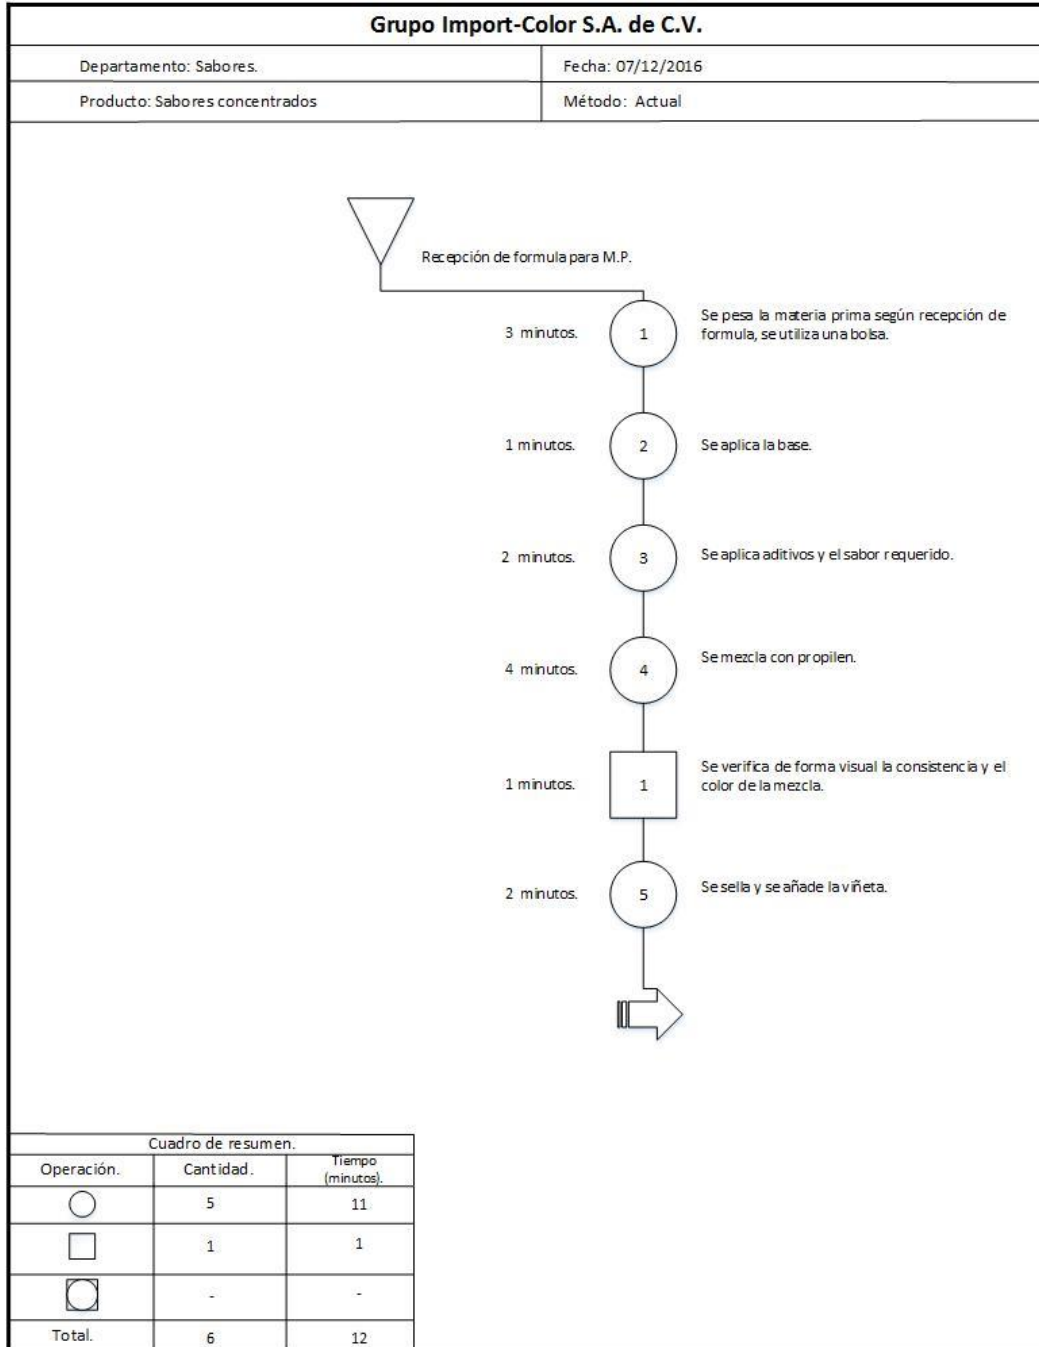 Grupo Import-Color S.A. de C.V.
Departamento: Sabores.
Fecha: 07/12/2016
Producto: Sabores concentrados
Método: Actual
Recepción de formula para M.P.
3 minutos.
1
Se pesa la materia prima según recepción de
formula, se utiliza una bolsa.
1 minutos.
2
Se aplica la base.
2 minutos.
3
Se aplica aditivos y el sabor requerido.
4 minutos.
4
Se mezcla con propilen.
1 minutos.
1
Se verifica de forma visual la consistencia y el
color de la mezcla.
2 minutos.
5
Se sella y se añade la viñeta.
Cuadro de resumen.
Operación.
Cantidad.
Tiempo
(minutos).
5
11
1
1
-
-
Total.
6
12